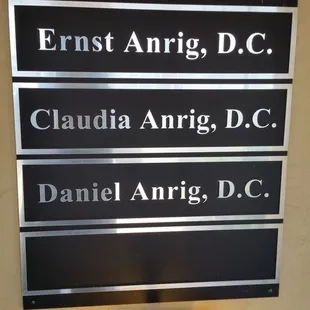 Ernst Anrig, D.C.
Claudia Anrig, D.C.
Daniel Anrig, D.C.